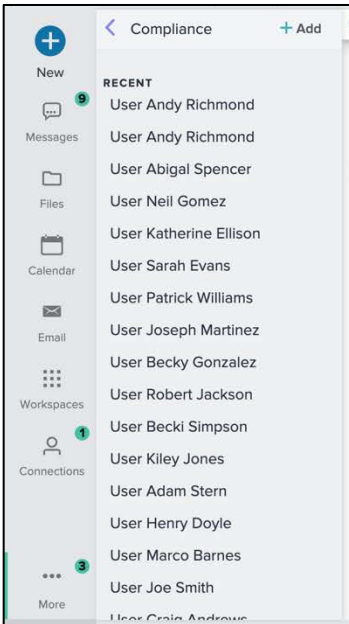 New
9
Messages
Files
Calendar
Email
Workspaces
1
Connections
3
More
Compliance
+ Add
RECENT
User Andy Richmond
User Andy Richmond
User Abigal Spencer
User Neil Gomez
User Katherine Ellison
User Sarah Evans
User Patrick Williams
User Joseph Martinez
User Becky Gonzalez
User Robert Jackson
User Becki Simpson
User Kiley Jones
User Adam Stern
User Henry Doyle
User Marco Barnes
User Joe Smith
User Craig Andrews